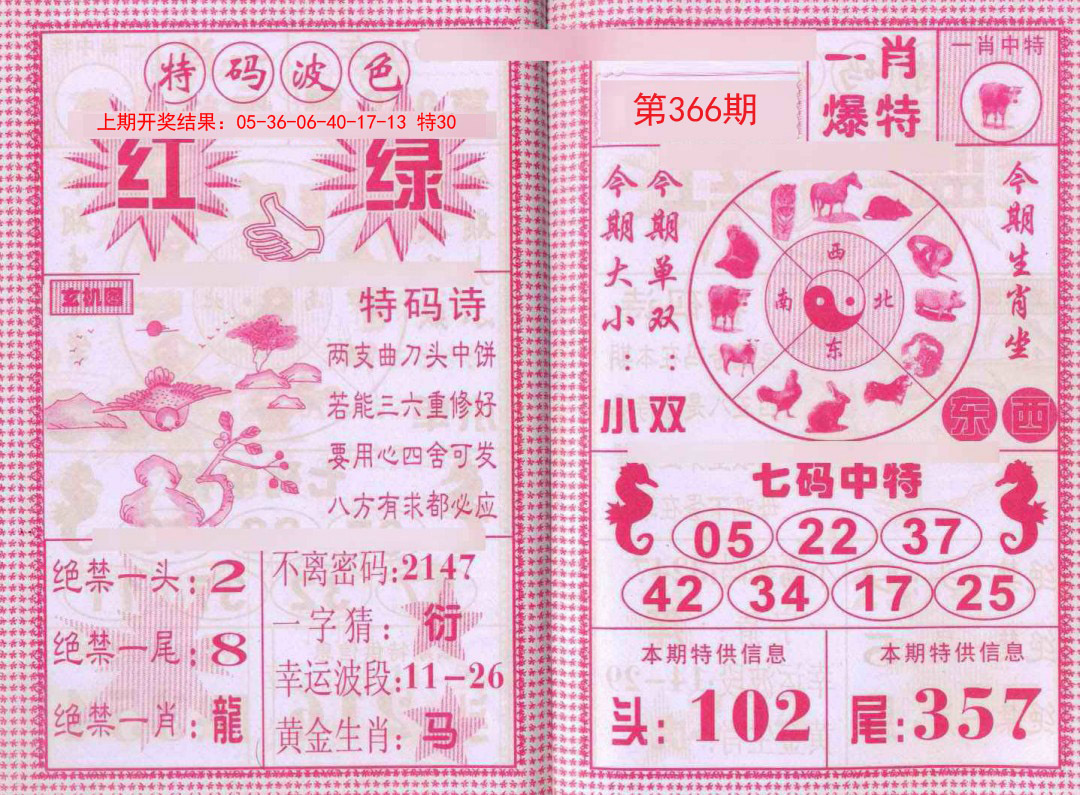 特码波色
上期开奖结果：05-36-06-40-17-13 特30
红 绿
玄机图
特码诗
两支曲刀头中饼
若能三六重修好
要用心四舍可发
八方有求都必应
绝禁一头：2
绝禁一尾：8
绝禁一肖：龍
不离密码：2147
一字猜：衍
幸运波段：11-26
黄金生肖：马
第366期
一肖
爆特
一肖中特
今期大小：小
今期单双：双
西
南 北
东
今期生肖坐
东西
七码中特
05 22 37
42 34 17 25
本期特供信息
头：102
本期特供信息
尾：357